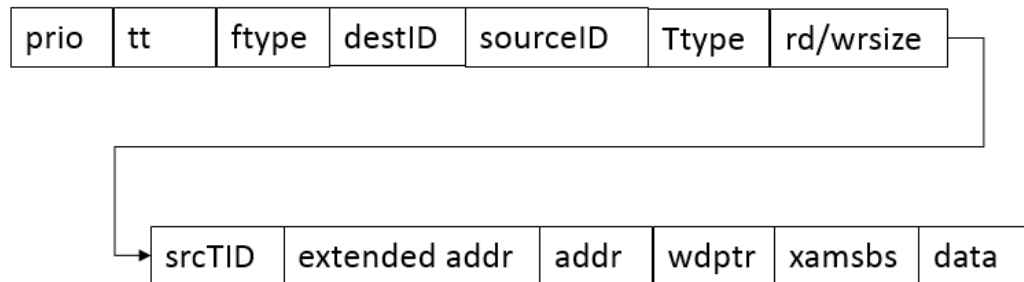 prio tt ftype destID sourceID Ttype rd/wrsize
srcTID extended addr addr wdptr xamsbs data